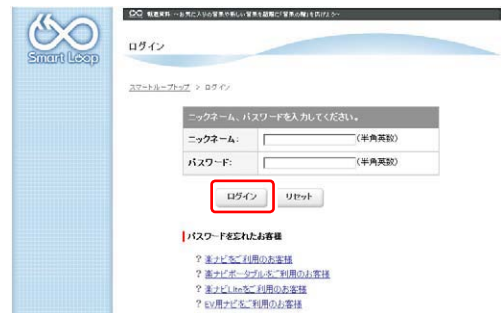 Smart Loop
ログイン
スマートループトップ > ログイン
ニックネーム、パスワードを入力してください。
ニックネーム: (半角英数)
パスワード: (半角英数)
ログイン リセット
パスワードを忘れたお客様
? 楽ナビをご利用のお客様
? 楽ナビポータブルをご利用のお客様
? 楽ナビLiteをご利用のお客様
? EV用ナビをご利用のお客様